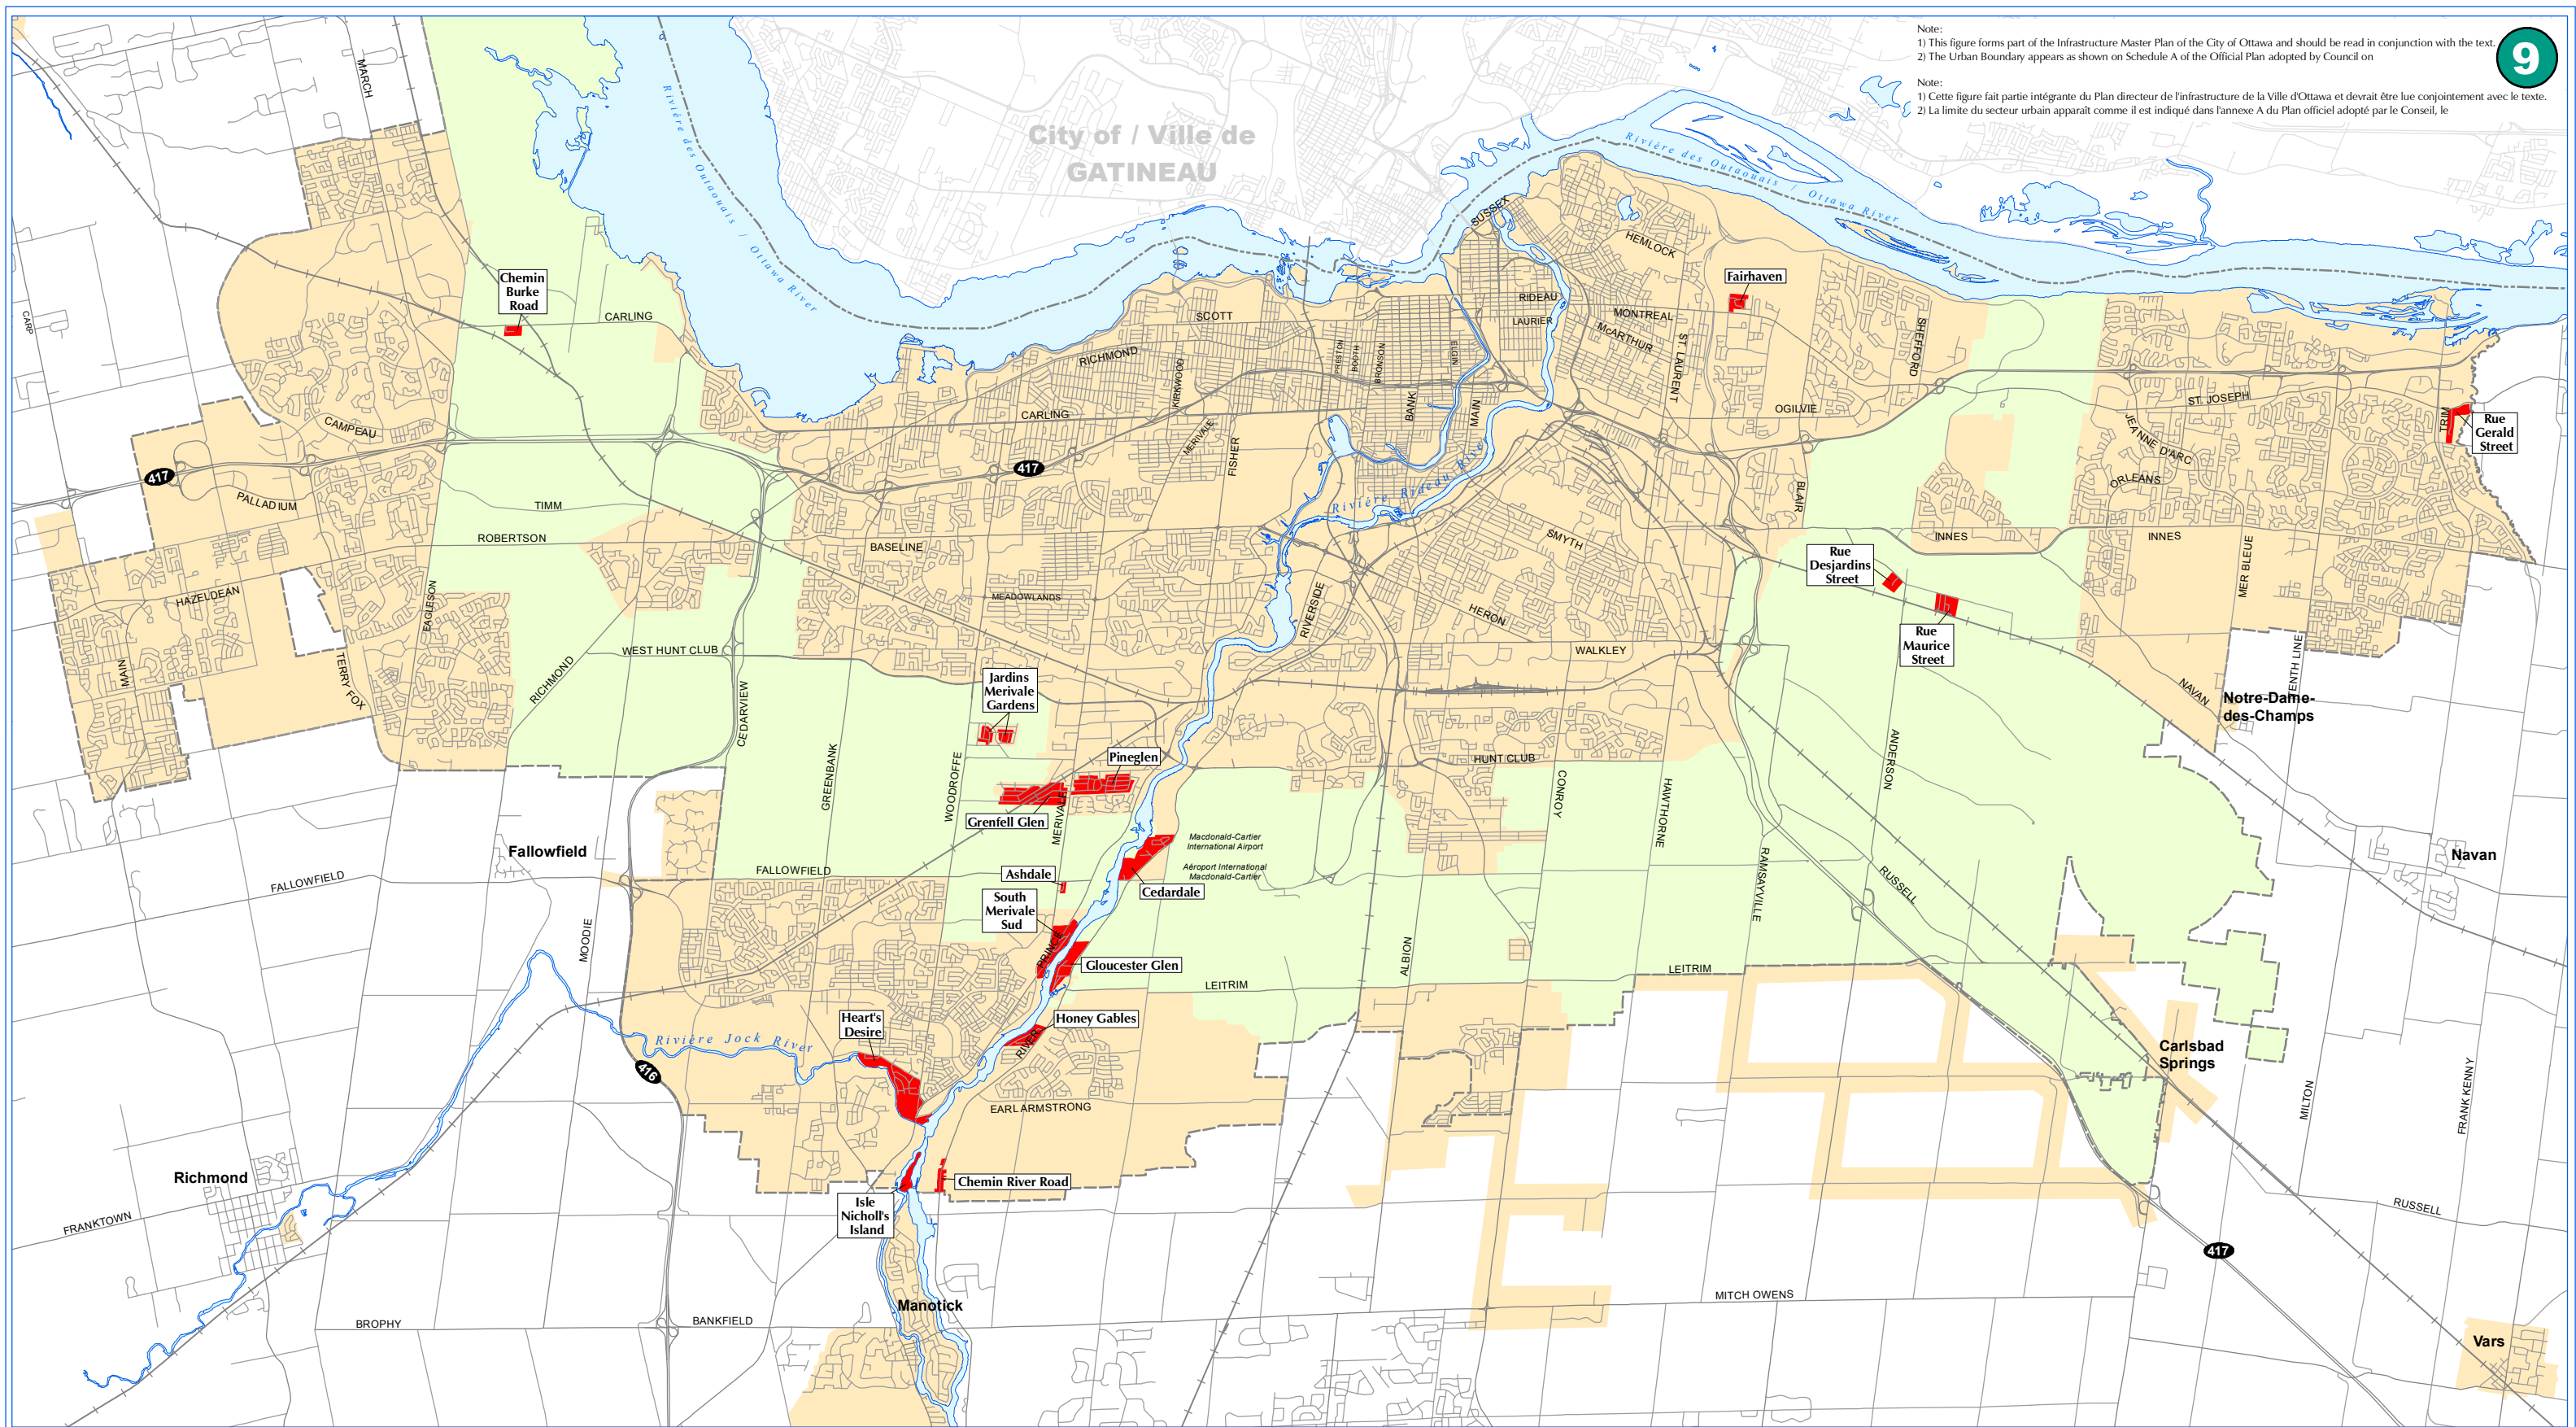 Note:
1) This figure forms part of the Infrastructure Master Plan of the City of Ottawa and should be read in conjunction with the text.
2) The Urban Boundary appears as shown on Schedule A of the Official Plan adopted by Council on
9
Note:
1) Cette figure fait partie intégrante du Plan directeur de l'infrastructure de la Ville d'Ottawa et devrait être lue conjointement avec le texte.
2) La limite du secteur urbain apparaît comme il est indiqué dans l'annexe A du Plan officiel adopté par le Conseil, le
City of / Ville de
GATINEAU
MARCH
Rivière des Outaouais / Ottawa River
Rivière des Outaouais / Ottawa River
SUSSEX
HEMLOCK
Chemin
Burke
Road
Fairhaven
CARP
CARLING
SCOTT
RIDEAU
LAURIER
MONTREAL
McARTHUR
ST. LAURENT
SHEFFORD
RICHMOND
KIRKWOOD
PRESTON
BOOTH
BRONSON
ELGIN
BANK
MAIN
CAMPEAU
CARLING
MERIVALE
FISHER
OGILVIE
ST. JOSEPH
JEANNE D'ARC
TRIM
Rue
Gerald
Street
417
417
PALLADIUM
TIMM
Rivière Rideau River
BLAIR
ORLEANS
ROBERTSON
BASELINE
SMYTH
INNES
INNES
MER BLEUE
Rue
Desjardins
Street
HAZELDEAN
EAGLESON
MEADOWLANDS
RIVERSIDE
HERON
Rue
Maurice
Street
MAIN
TERRY FOX
RICHMOND
WEST HUNT CLUB
WALKLEY
TENTH LINE
NAVAN
Notre-Dame-
des-Champs
Jardins
Merivale
Gardens
CEDARVIEW
GREENBANK
WOODROFFE
Pineglen
HUNT CLUB
CONROY
HAWTHORNE
ANDERSON
Grenfell Glen
MERIVALE
Macdonald-Cartier
International Airport
Aéroport International
Macdonald-Cartier
Fallowfield
Navan
FALLOWFIELD
FALLOWFIELD
Ashdale
Cedardale
RAMSAYVILLE
RUSSELL
South
Merivale
Sud
PRINCE
MOODIE
ALBION
Gloucester Glen
LEITRIM
LEITRIM
Heart's
Desire
Honey Gables
RIVER
Rivière Jock River
416
Carlsbad
Springs
EARL ARMSTRONG
MILTON
FRANK KENNY
Richmond
Chemin River Road
Isle
Nicholl's
Island
FRANKTOWN
RUSSELL
417
Manotick
MITCH OWENS
BROPHY
BANKFIELD
Vars